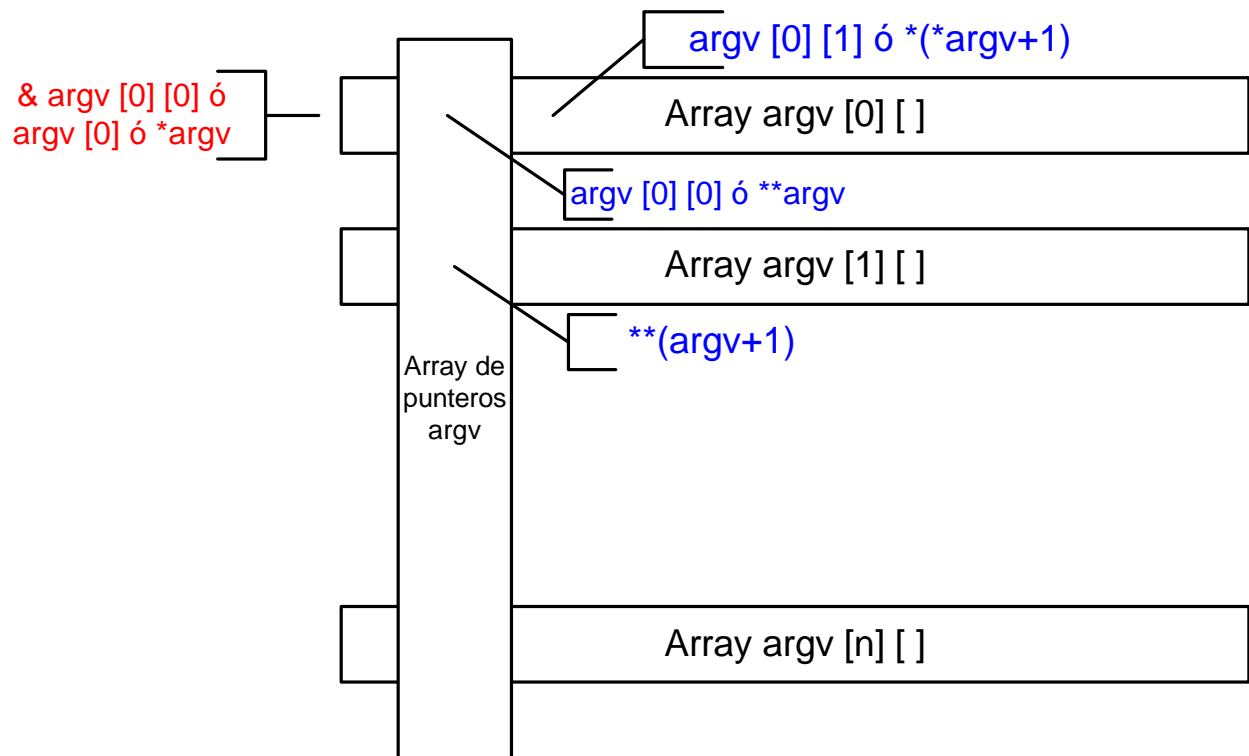 argv [0] [1] ó *(*argv+1)
& argv [0] [0] ó
argv [0] ó *argv
Array argv [0] [ ]
argv [0] [0] ó **argv
Array argv [1] [ ]
**(argv+1)
Array de
punteros
argv
Array argv [n] [ ]